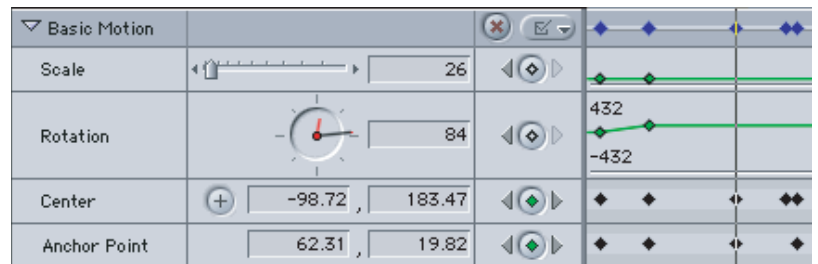 Basic Motion
Scale 26
Rotation 84 432 -432
Center -98.72 , 183.47
Anchor Point 62.31 , 19.82